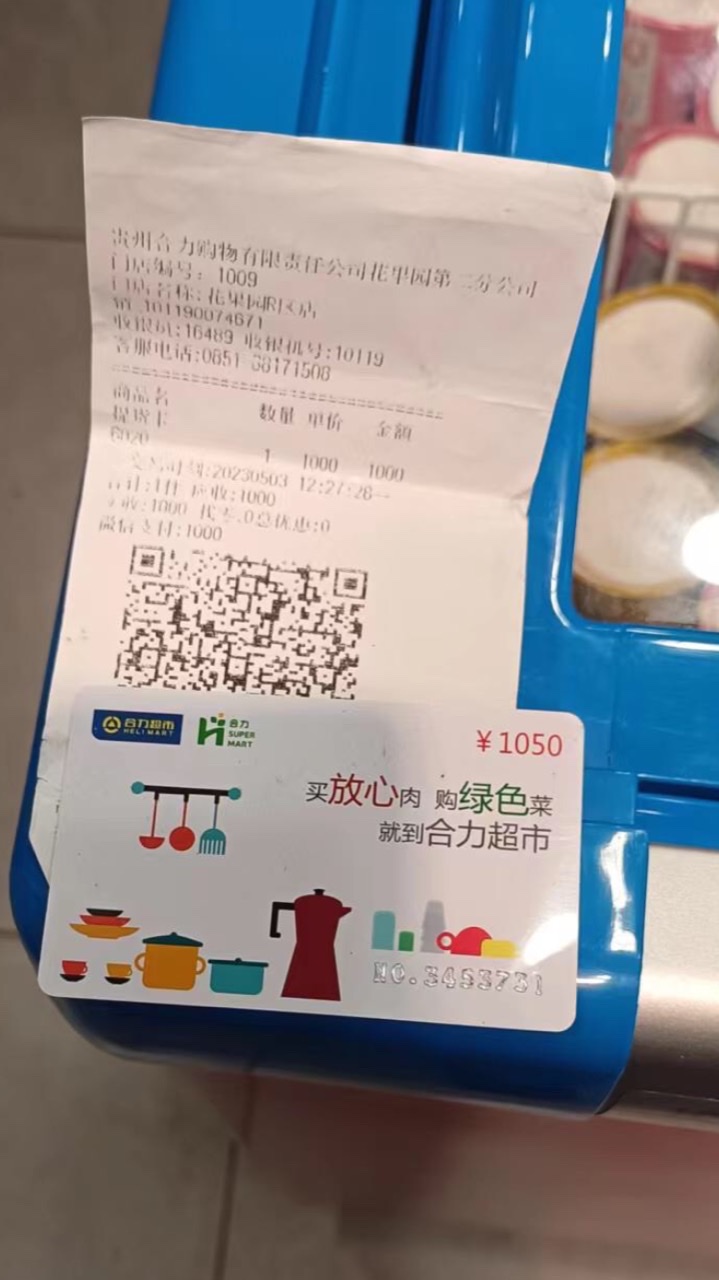 贵州合力购物有限责任公司花果园第二分公司
门店编号: 1009
门店名称: 花果园R区店
销 101190074671
收银员:16489 收银机号:10119
客服电话:0851 88171508
商品名 数量 单价 金额
提货卡
6020 1 1000 1000
交易时间:20230503 12:27:28
合计:1件 应收:1000
实收:1000 找零:0总优惠:0
微信支付:1000
合力超市
HELI MART
合力
SUPER
MART
¥1050
买放心肉 购绿色菜
就到合力超市
NO.3453731